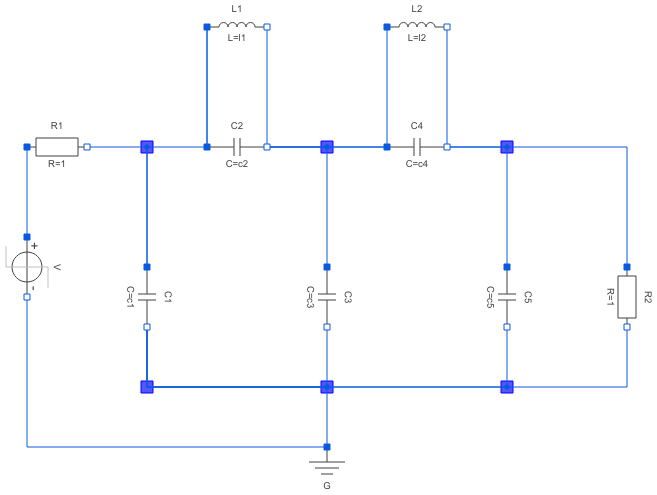 L1
L=l1
L2
L=l2
R1
R=1
C2
C=c2
C4
C=c4
+
-
V
C1
C=c1
C3
C=c3
C5
C=c5
R2
R=1
G